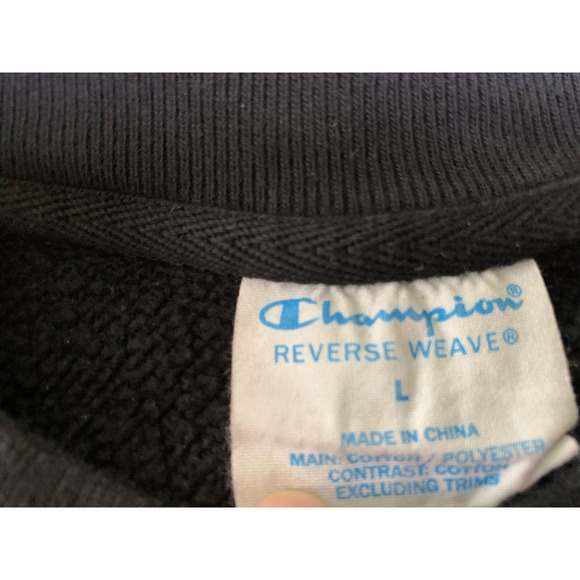 Champion®
REVERSE WEAVE®
L
MADE IN CHINA
MAIN: COTTON / POLYESTER
CONTRAST: COTTON
EXCLUDING TRIMS